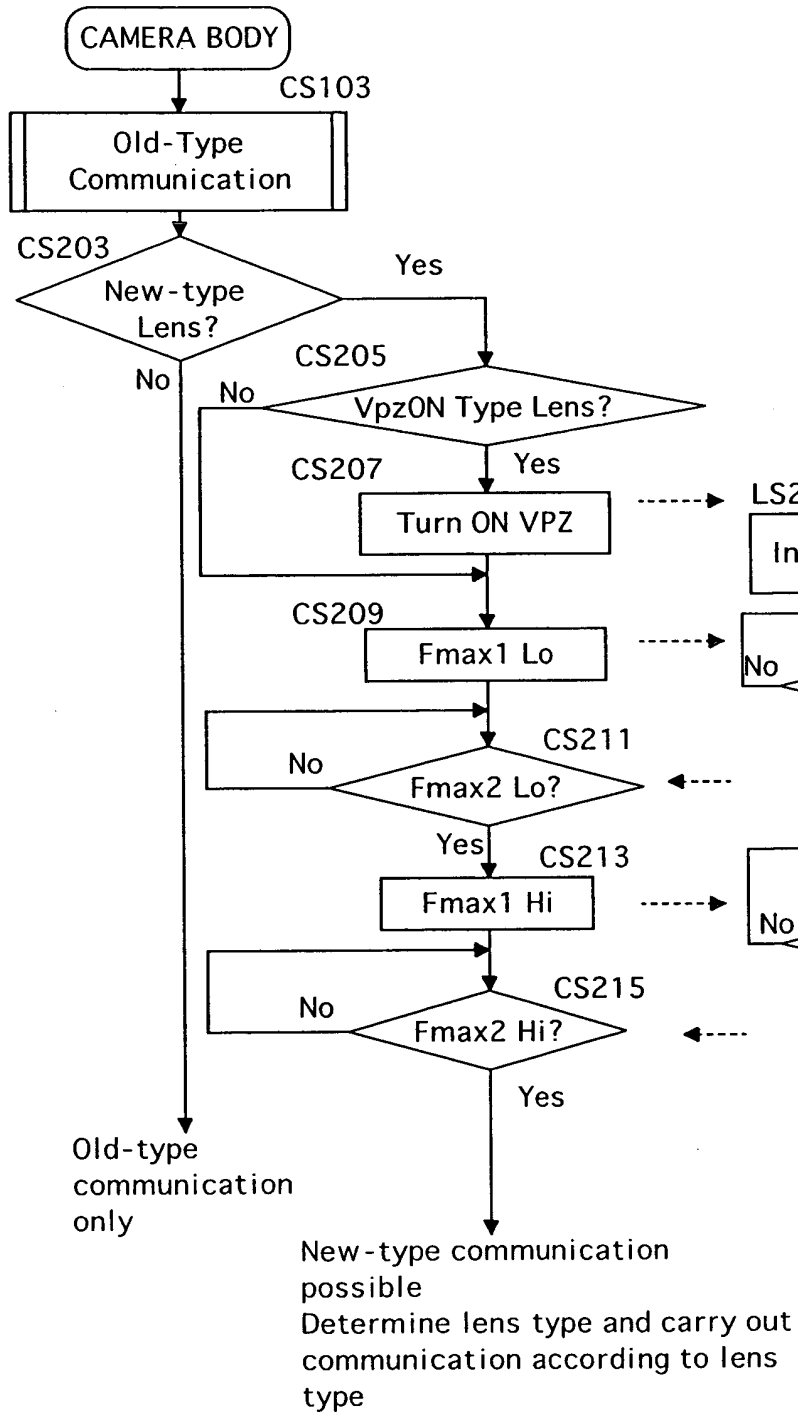 CAMERA BODY
CS103
Old-Type
Communication
CS203
Yes
New-type
Lens?
No
CS205
No
VpzON Type Lens?
CS207
Yes
Turn ON VPZ
LS2
In
CS209
Fmax1 Lo
No
CS211
No
Fmax2 Lo?
Yes
CS213
Fmax1 Hi
No
CS215
No
Fmax2 Hi?
Yes
Old-type
communication
only
New-type communication
possible
Determine lens type and carry out
communication according to lens
type